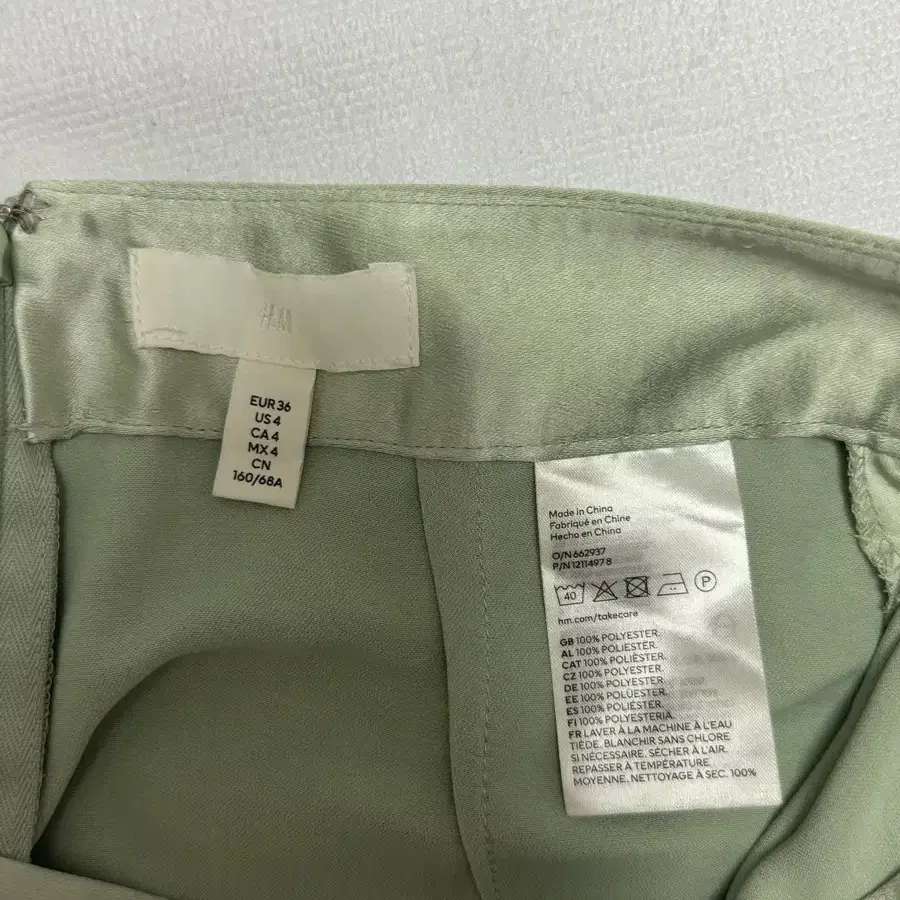 H&M
EUR 36
US 4
CA 4
MX 4
CN
160/68A
Made in China
Fabriqué en Chine
Hecho en China
O/N 662937
P/N 12114978
40
P
hm.com/takecare
GB 100% POLYESTER.
AL 100% POLIESTËR.
CAT 100% POLIÈSTER.
CZ 100% POLYESTER.
DE 100% POLYESTER.
EE 100% POLÜESTER.
ES 100% POLIÉSTER.
FI 100% POLYESTERIÄ.
FR LAVER À LA MACHINE À L'EAU
TIÈDE. BLANCHIR SANS CHLORE
SI NÉCESSAIRE. SÉCHER À L'AIR.
REPASSER À TEMPÉRATURE
MOYENNE. NETTOYAGE À SEC. 100%